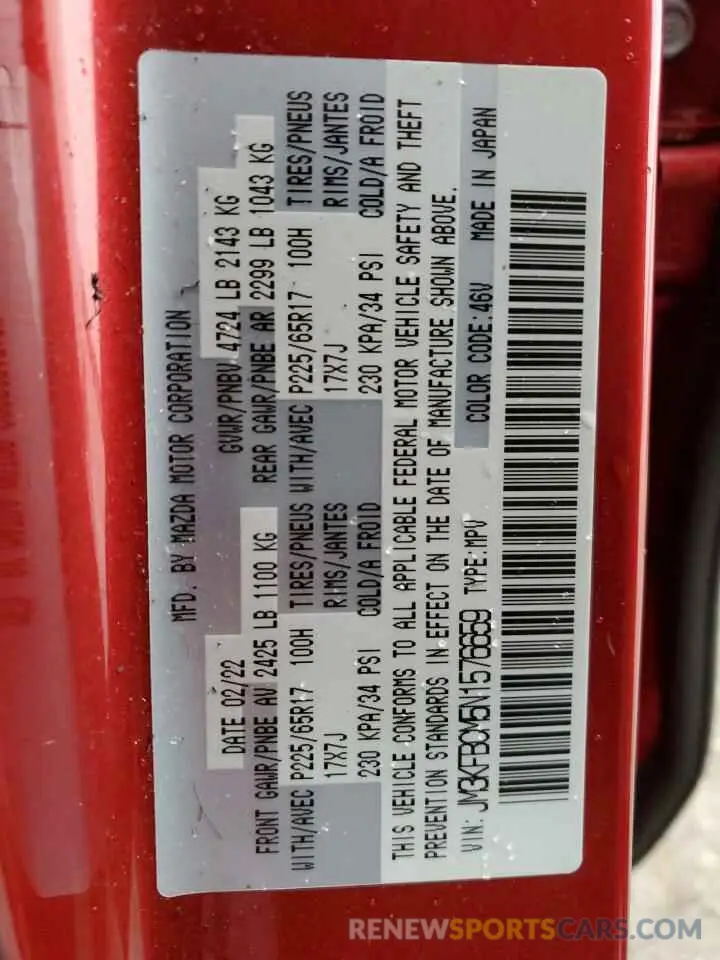 MFD. BY MAZDA MOTOR CORPORATION
DATE 02/22 GVWR/PNBV 4724 LB 2143 KG
FRONT GAWR/PNBE AV 2425 LB 1100 KG REAR GAWR/PNBE AR 2299 LB 1043 KG
WITH/AVEC P225/65R17 100H TIRES/PNEUS WITH/AVEC P225/65R17 100H TIRES/PNEUS
17X7J RIMS/JANTES 17X7J RIMS/JANTES
230 KPA/34 PSI COLD/A FROID 230 KPA/34 PSI COLD/A FROID
THIS VEHICLE CONFORMS TO ALL APPLICABLE FEDERAL MOTOR VEHICLE SAFETY AND THEFT
PREVENTION STANDARDS IN EFFECT ON THE DATE OF MANUFACTURE SHOWN ABOVE.
VIN: JM3KFBCM5N1576659 TYPE:MPV COLOR CODE:46V MADE IN JAPAN
RENEWSPORTSCARS.COM